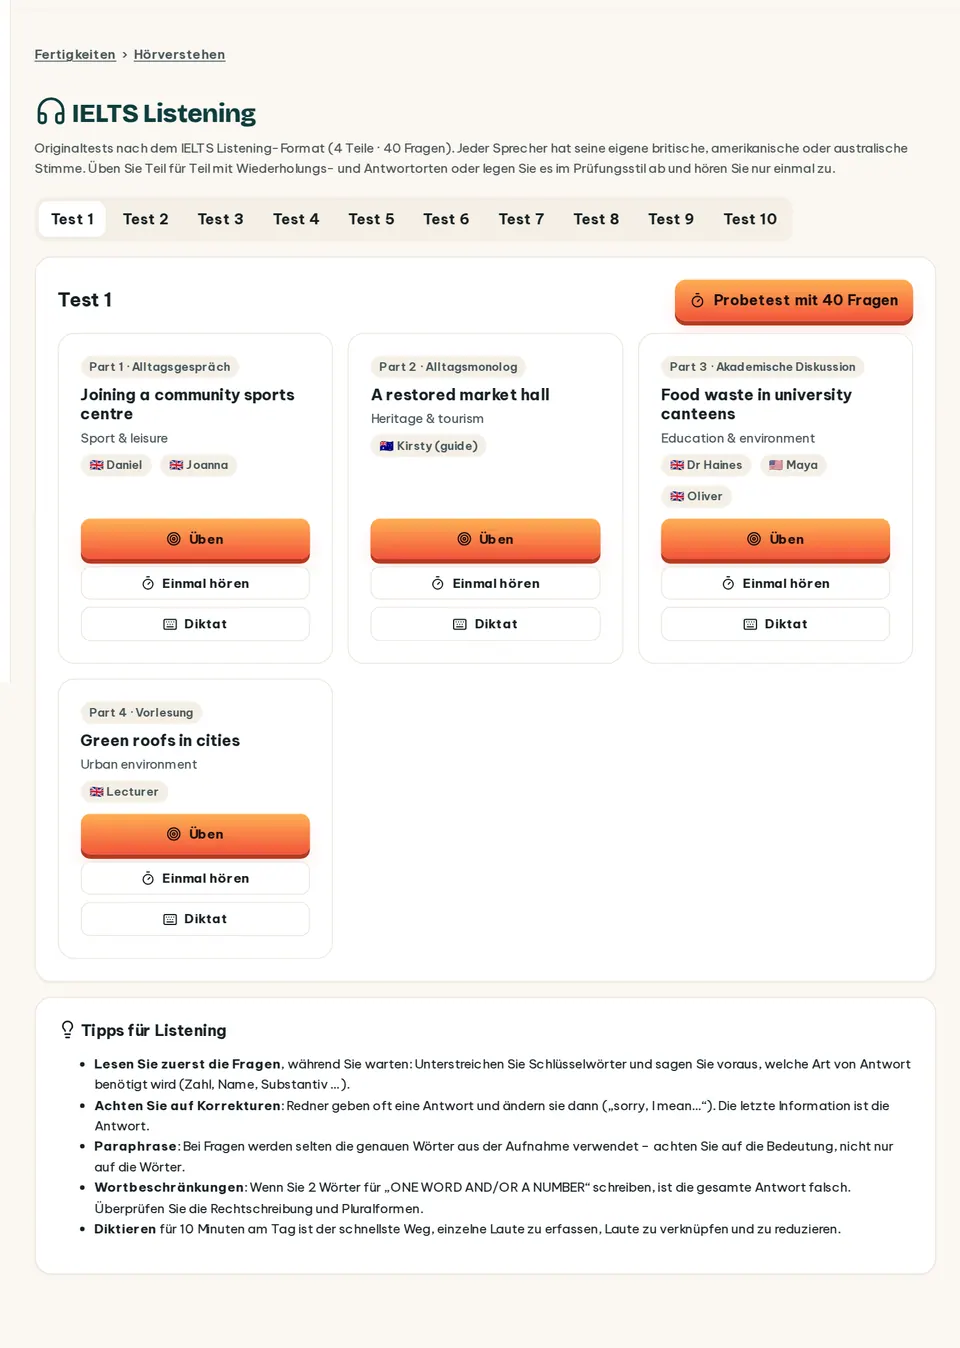 Fertigkeiten › Hörverstehen
IELTS Listening
Originaltests nach dem IELTS Listening-Format (4 Teile · 40 Fragen). Jeder Sprecher hat seine eigene britische, amerikanische oder australische
Stimme. Üben Sie Teil für Teil mit Wiederholungs- und Antwortorten oder legen Sie es im Prüfungsstil ab und hören Sie nur einmal zu.
Test 1 Test 2 Test 3 Test 4 Test 5 Test 6 Test 7 Test 8 Test 9 Test 10
Test 1
Probetest mit 40 Fragen
Part 1 · Alltagsgespräch
Joining a community sports
centre
Sport & leisure
Daniel Joanna
Üben
Einmal hören
Diktat
Part 2 · Alltagsmonolog
A restored market hall
Heritage & tourism
Kirsty (guide)
Üben
Einmal hören
Diktat
Part 3 · Akademische Diskussion
Food waste in university
canteens
Education & environment
Dr Haines Maya
Oliver
Üben
Einmal hören
Diktat
Part 4 · Vorlesung
Green roofs in cities
Urban environment
Lecturer
Üben
Einmal hören
Diktat
Tipps für Listening
• Lesen Sie zuerst die Fragen, während Sie warten: Unterstreichen Sie Schlüsselwörter und sagen Sie voraus, welche Art von Antwort
benötigt wird (Zahl, Name, Substantiv …).
• Achten Sie auf Korrekturen: Redner geben oft eine Antwort und ändern sie dann („sorry, I mean…“). Die letzte Information ist die
Antwort.
• Paraphrase: Bei Fragen werden selten die genauen Wörter aus der Aufnahme verwendet – achten Sie auf die Bedeutung, nicht nur
auf die Wörter.
• Wortbeschränkungen: Wenn Sie 2 Wörter für „ONE WORD AND/OR A NUMBER“ schreiben, ist die gesamte Antwort falsch.
Überprüfen Sie die Rechtschreibung und Pluralformen.
• Diktieren für 10 Minuten am Tag ist der schnellste Weg, einzelne Laute zu erfassen, Laute zu verknüpfen und zu reduzieren.